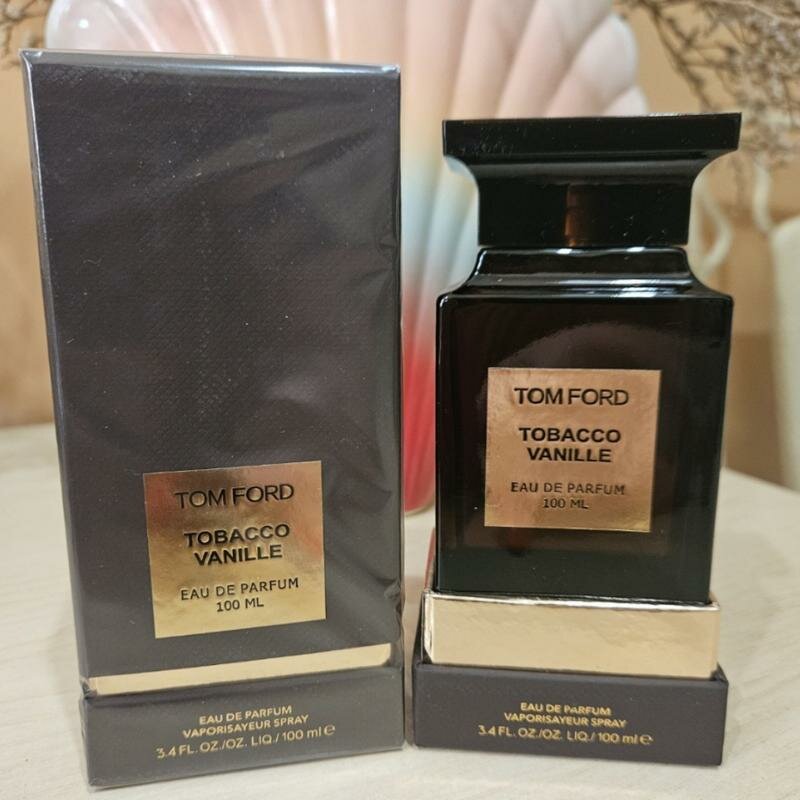 TOM FORD
TOBACCO
VANILLE
EAU DE PARFUM
100 ML
EAU DE PARFUM
VAPORISAYEUR SPRAY
3.4 FL. OZ./OZ. LIQ./100 ml e
TOM FORD
TOBACCO
VANILLE
EAU DE PARFUM
100 ML
EAU DE PARFUM
VAPORISAYEUR SPRAY
3.4 FL. OZ./OZ. LIQ./100 ml e